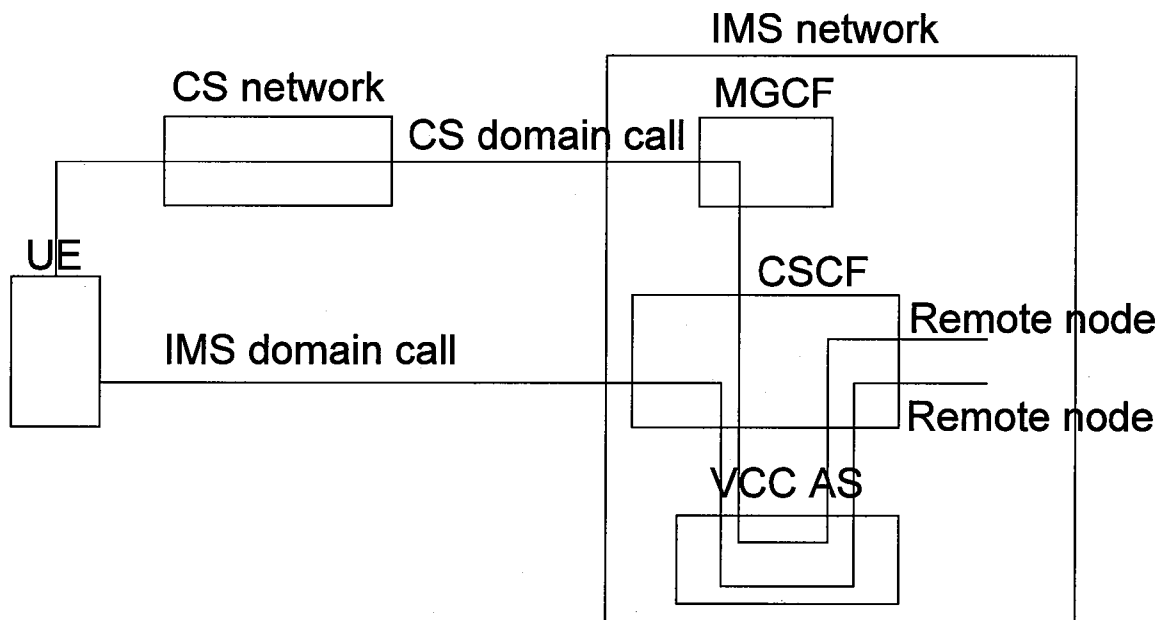 IMS network
CS network
MGCF
CS domain call
UE
CSCF
Remote node
IMS domain call
Remote node
VCC AS